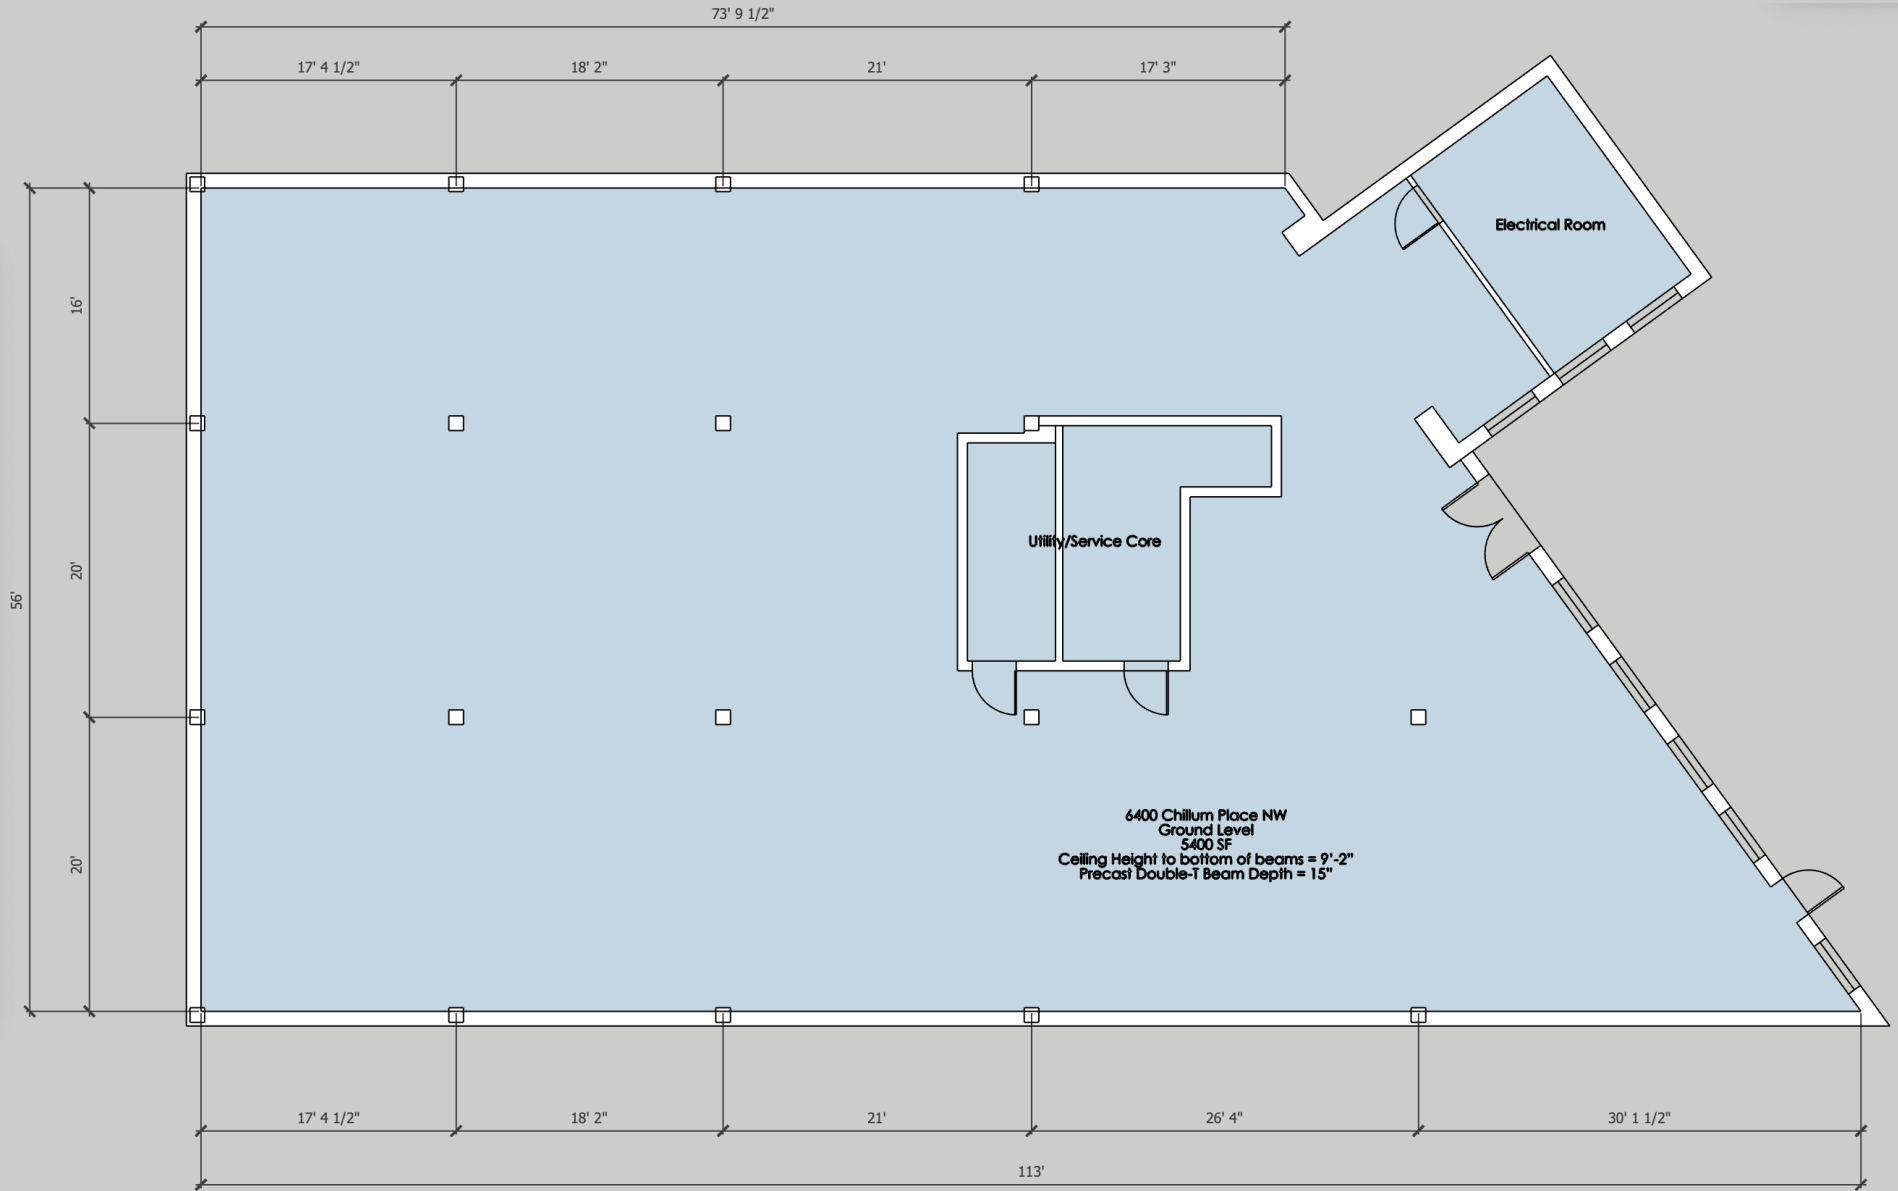 73' 9 1/2"
17' 4 1/2" 18' 2" 21' 17' 3"
Electrical Room
16'
20'
56'
20'
Utility/Service Core
6400 Chillum Place NW
Ground Level
5400 SF
Ceiling Height to bottom of beams = 9'-2"
Precast Double-T Beam Depth = 15"
17' 4 1/2" 18' 2" 21' 26' 4" 30' 1 1/2"
113'